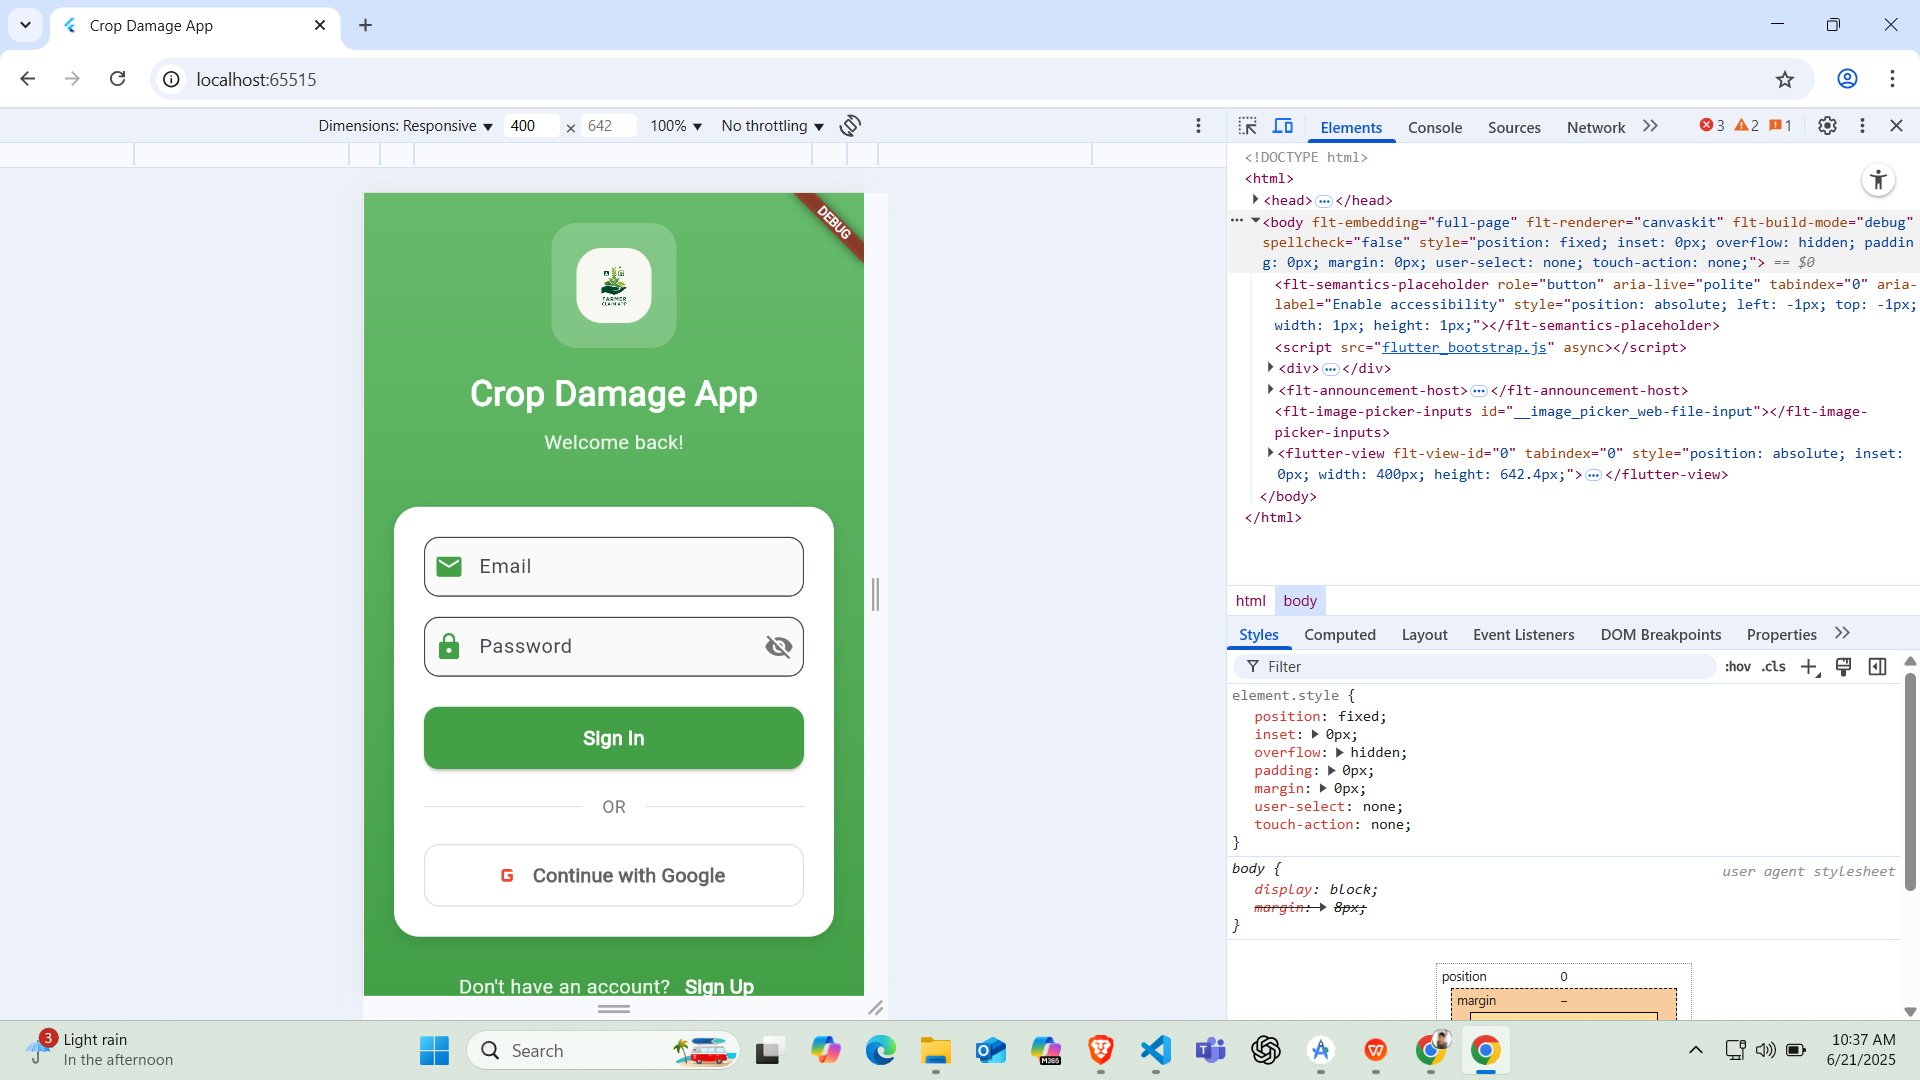 Crop Damage App
localhost:65515
Dimensions: Responsive 400 × 642 100% No throttling
Elements Console Sources Network 3 2 1
<!DOCTYPE html>
<html>
<head> ••• </head>
<body flt-embedding="full-page" flt-renderer="canvaskit" flt-build-mode="debug"
spellcheck="false" style="position: fixed; inset: 0px; overflow: hidden; paddin
g: 0px; margin: 0px; user-select: none; touch-action: none;"> == $0
<flt-semantics-placeholder role="button" aria-live="polite" tabindex="0" aria-
label="Enable accessibility" style="position: absolute; left: -1px; top: -1px;
width: 1px; height: 1px;"></flt-semantics-placeholder>
<script src="flutter_bootstrap.js" async></script>
<div> ••• </div>
<flt-announcement-host> ••• </flt-announcement-host>
<flt-image-picker-inputs id="__image_picker_web-file-input"></flt-image-
picker-inputs>
<flutter-view flt-view-id="0" tabindex="0" style="position: absolute; inset:
0px; width: 400px; height: 642.4px;"> ••• </flutter-view>
</body>
</html>
html body
Styles Computed Layout Event Listeners DOM Breakpoints Properties
Filter :hov .cls
element.style {
position: fixed;
inset: 0px;
overflow: hidden;
padding: 0px;
margin: 0px;
user-select: none;
touch-action: none;
}
body { user agent stylesheet
display: block;
margin: 8px;
}
position 0
margin –
DEBUG
FARMER
CLAIM APP
Crop Damage App
Welcome back!
Email
Password
Sign In
OR
G Continue with Google
Don't have an account? Sign Up
3 Light rain
In the afternoon
Search
M365
10:37 AM
6/21/2025